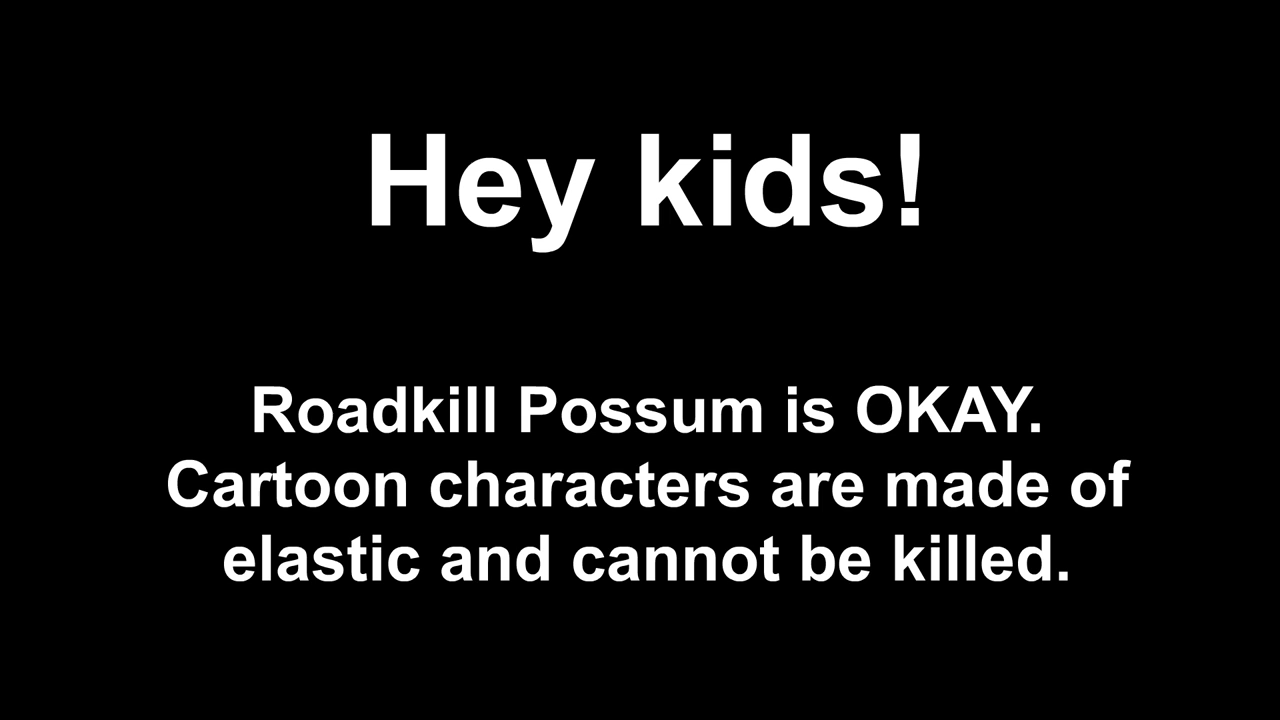 Hey kids!
Roadkill Possum is OKAY.
Cartoon characters are made of
elastic and cannot be killed.